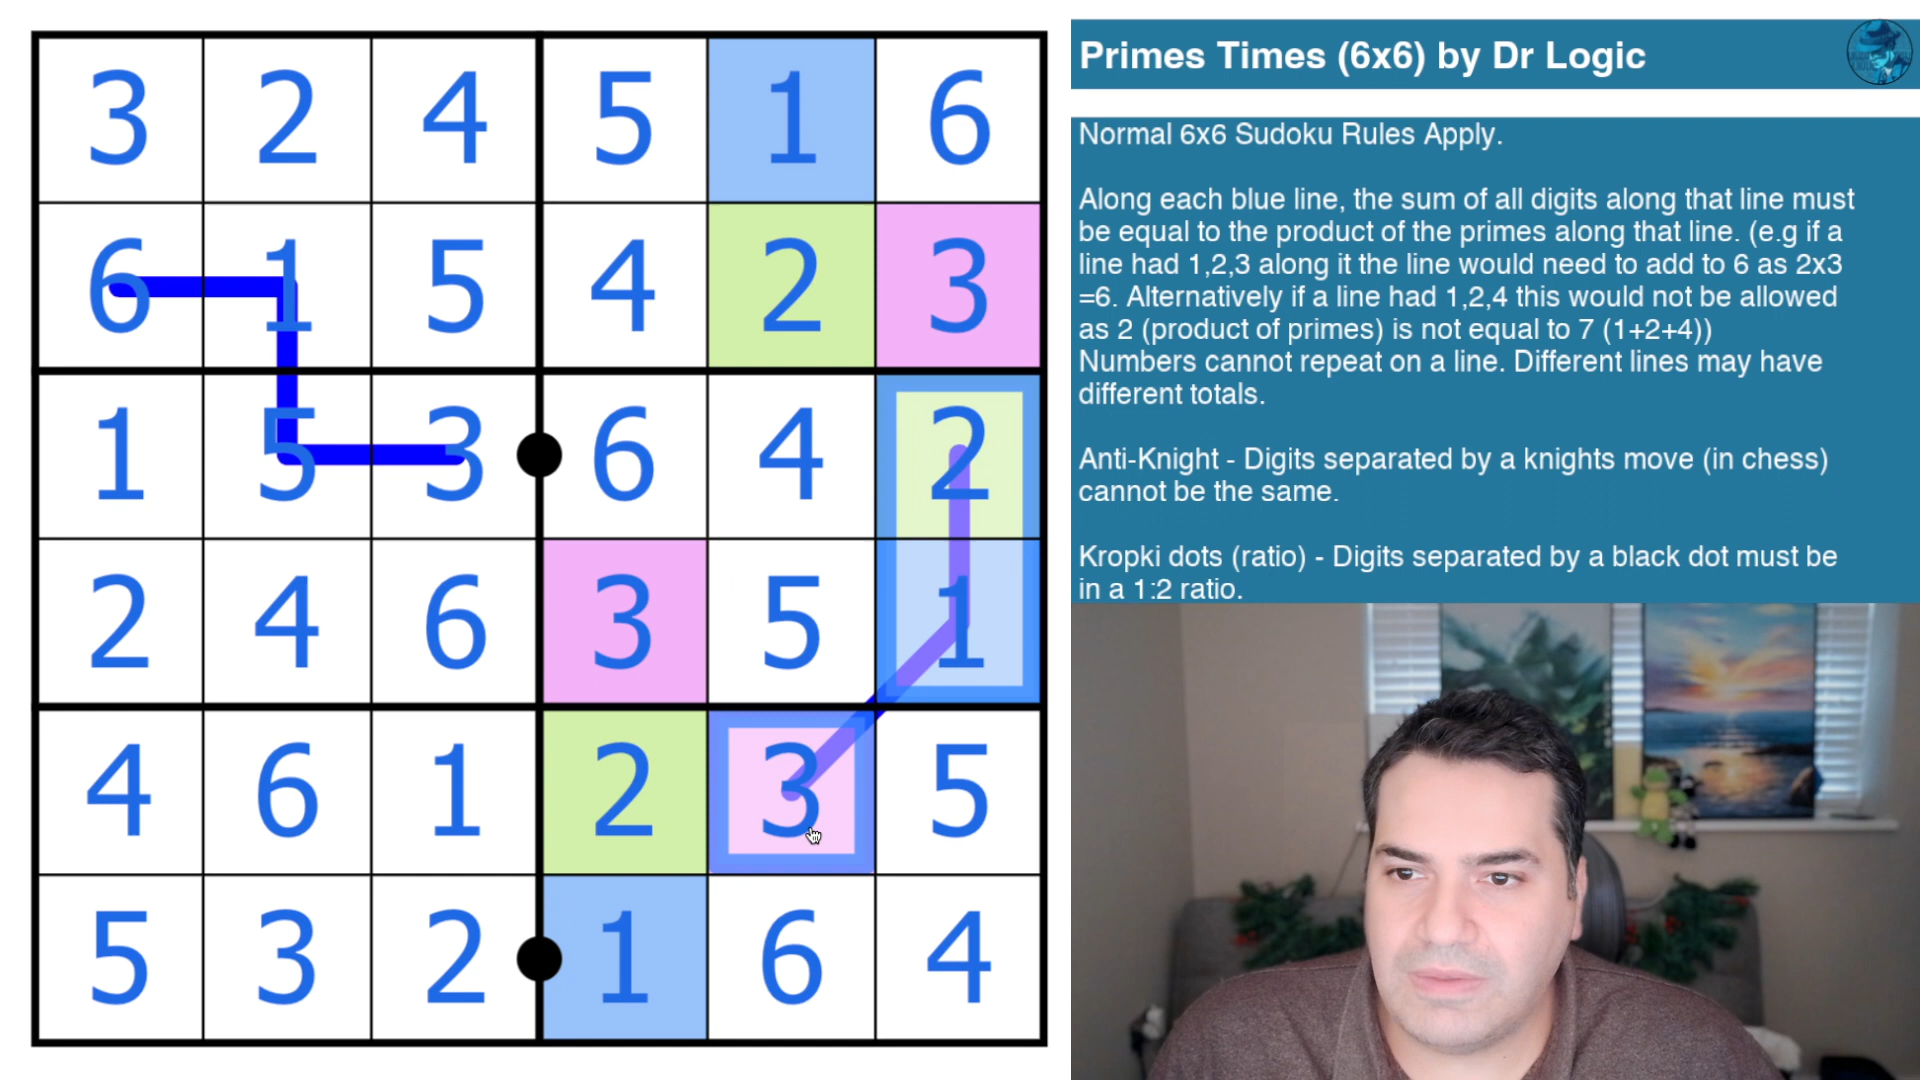 3 2 4 5 1 6
6 1 5 4 2 3
1 5 3 6 4 2
2 4 6 3 5 1
4 6 1 2 3 5
5 3 2 1 6 4
Primes Times (6x6) by Dr Logic
Normal 6x6 Sudoku Rules Apply.
Along each blue line, the sum of all digits along that line must
be equal to the product of the primes along that line. (e.g if a
line had 1,2,3 along it the line would need to add to 6 as 2x3
=6. Alternatively if a line had 1,2,4 this would not be allowed
as 2 (product of primes) is not equal to 7 (1+2+4))
Numbers cannot repeat on a line. Different lines may have
different totals.
Anti-Knight - Digits separated by a knights move (in chess)
cannot be the same.
Kropki dots (ratio) - Digits separated by a black dot must be
in a 1:2 ratio.